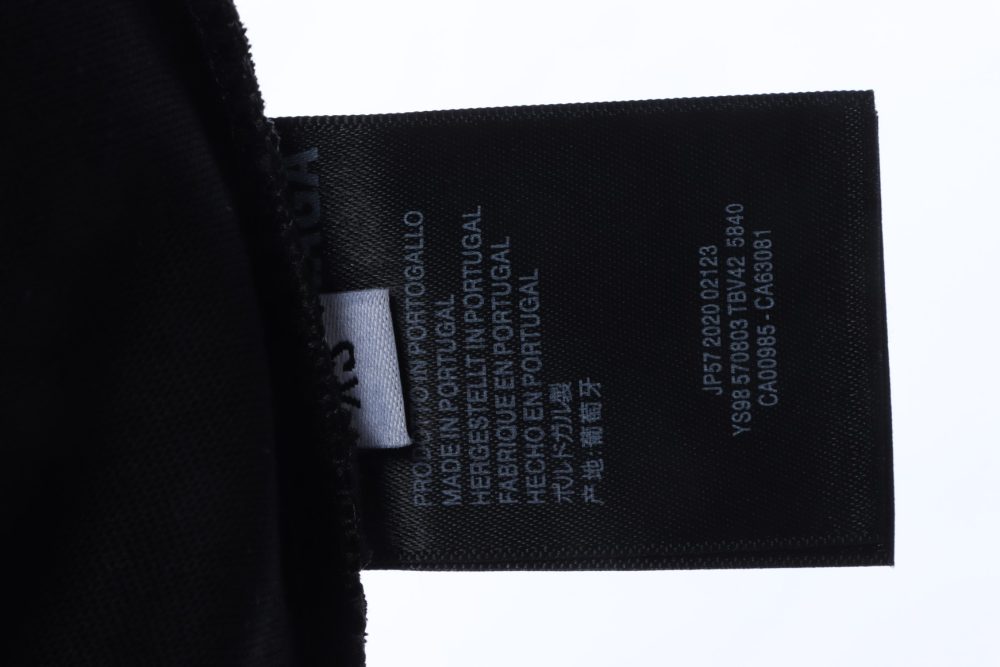 XS
PRODOTTO IN PORTOGALLO
MADE IN PORTUGAL
HERGESTELLT IN PORTUGAL
FABRIQUE EN PORTUGAL
HECHO EN PORTUGAL
ポルトガル製
产地:葡萄牙
JP57 2020 02123
YS98 570803 TBV42 5840
CA00985 - CA63081